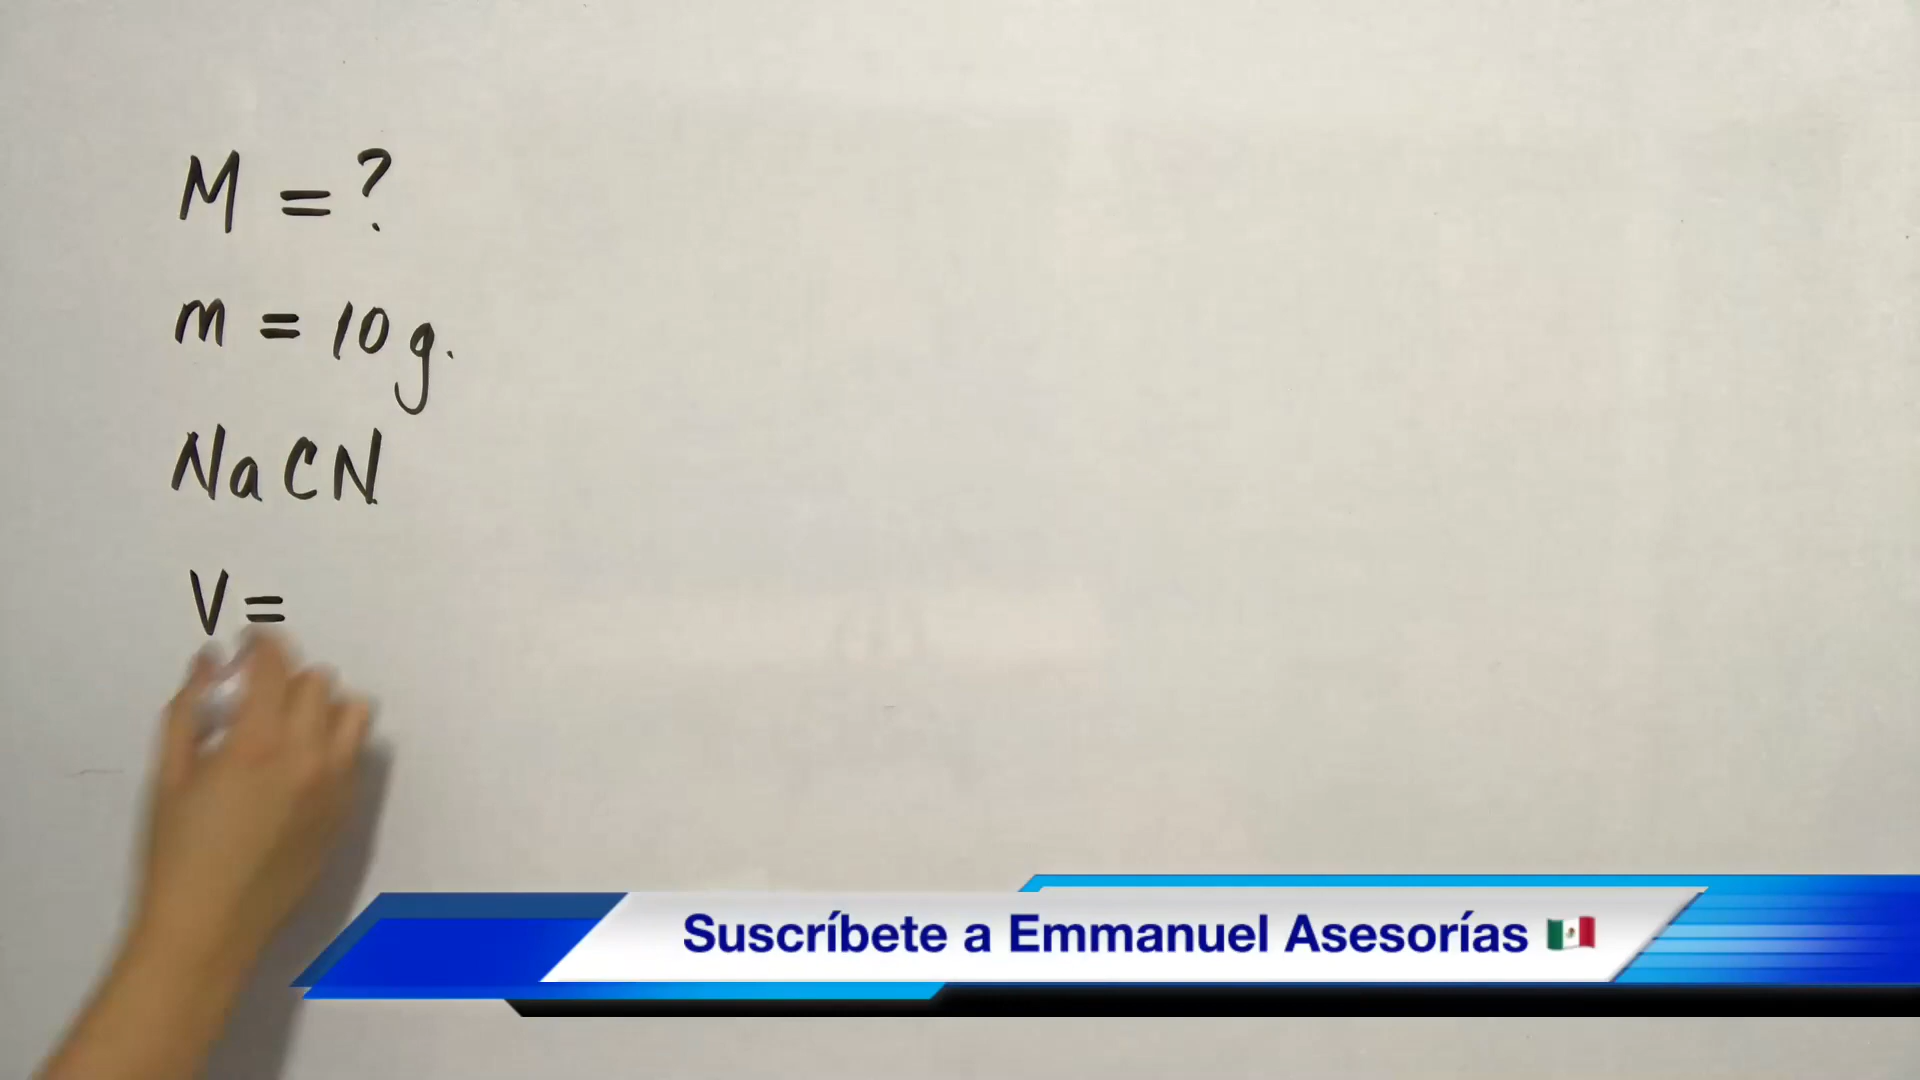 M = ?
m = 10 g.
NaCN
V =
Suscríbete a Emmanuel Asesorías 🇲🇽